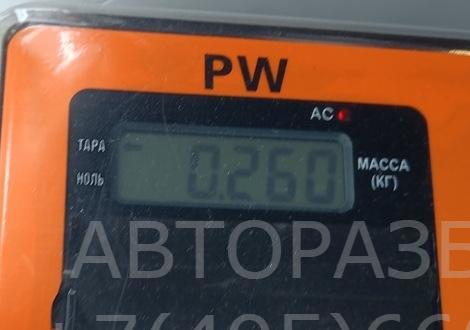 PW
AC
ТАРА
- 0.260
НОЛЬ
МАССА
(КГ)
АВТОРАЗБ